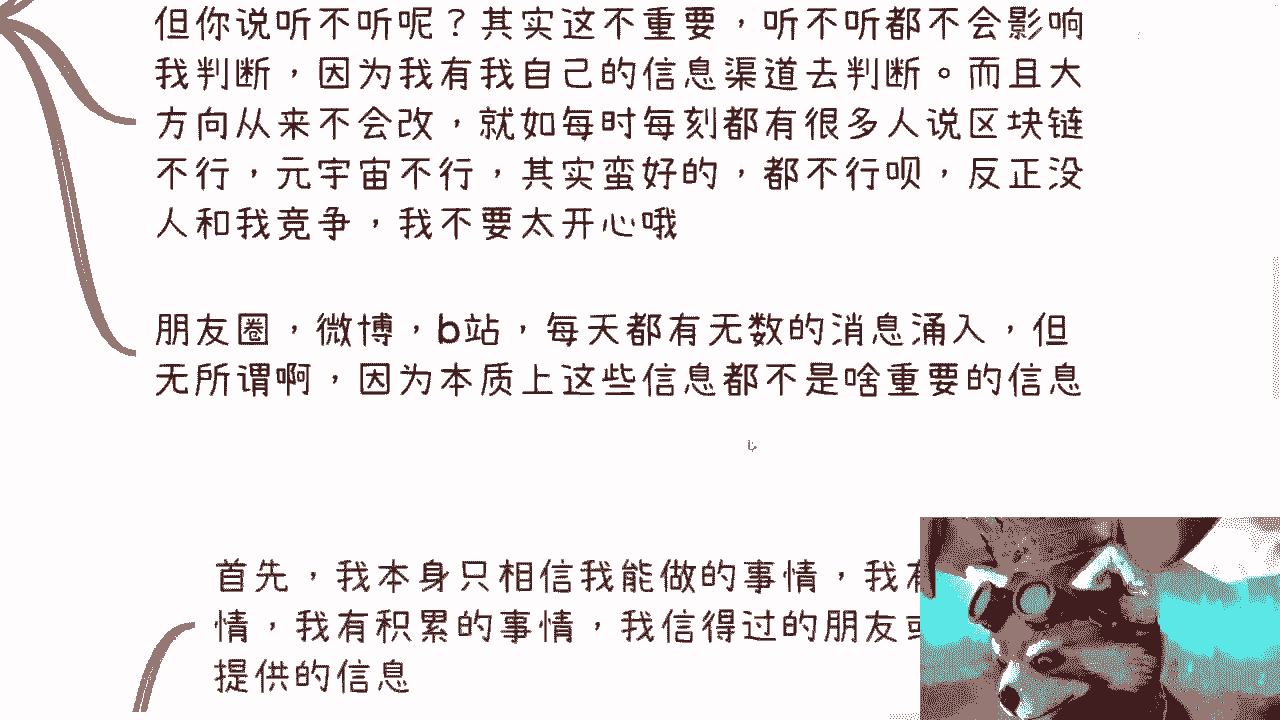 但你说听不听呢？其实这不重要，听不听都不会影响
我判断，因为我有我自己的信息渠道去判断。而且大
方向从来不会改，就如每时每刻都有很多人说区块链
不行，元宇宙不行，其实蛮好的，都不行呗，反正没
人和我竞争，我不要太开心哦
朋友圈，微博，b站，每天都有无数的消息涌入，但
无所谓啊，因为本质上这些信息都不是啥重要的信息
首先，我本身只相信我能做的事情，我有
情，我有积累的事情，我信得过的朋友或
提供的信息